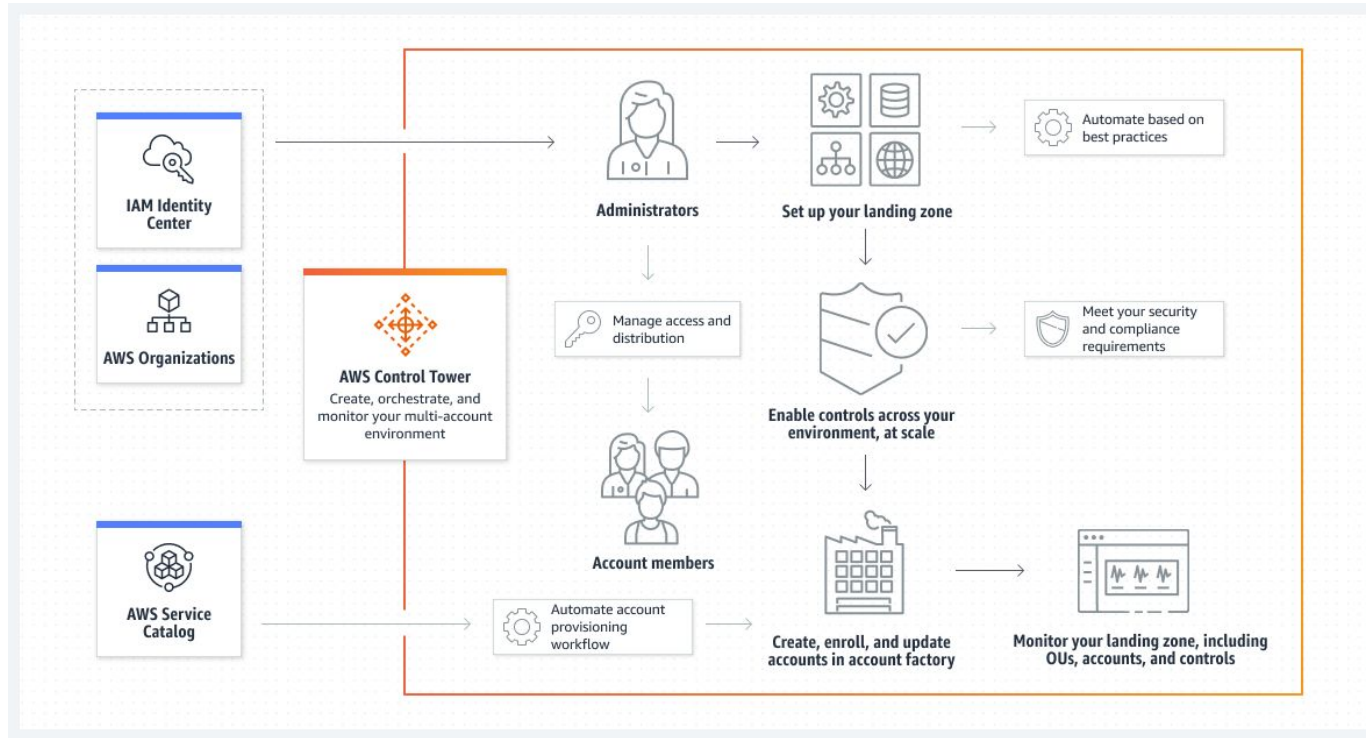 IAM Identity
Center
AWS Organizations
AWS Control Tower
Create, orchestrate, and
monitor your multi-account
environment
AWS Service
Catalog
Administrators
Set up your landing zone
Automate based on
best practices
Manage access and
distribution
Meet your security
and compliance
requirements
Enable controls across your
environment, at scale
Account members
Automate account
provisioning
workflow
Create, enroll, and update
accounts in account factory
Monitor your landing zone, including
OUs, accounts, and controls